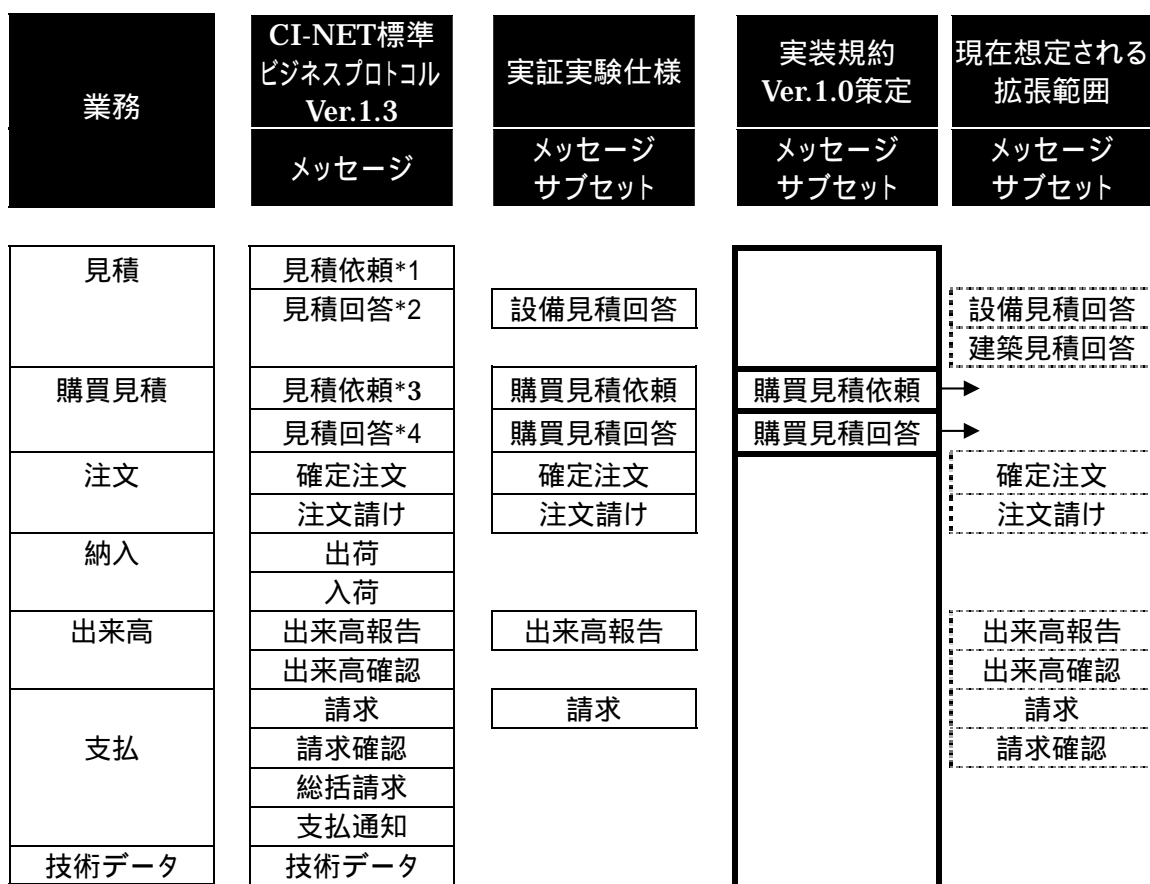 業務
CI-NET標準
ビジネスプロトコル
Ver.1.3
実証実験仕様
実装規約
Ver.1.0策定
現在想定される
拡張範囲
メッセージ
メッセージ
サブセット
メッセージ
サブセット
メッセージ
サブセット
見積 見積依頼*1
見積回答*2 設備見積回答 設備見積回答
建築見積回答
購買見積 見積依頼*3 購買見積依頼 購買見積依頼
見積回答*4 購買見積回答 購買見積回答
注文 確定注文 確定注文 確定注文
注文請け 注文請け 注文請け
納入 出荷
入荷
出来高 出来高報告 出来高報告 出来高報告
出来高確認 出来高確認
請求 請求 請求
支払 請求確認 請求確認
総括請求
支払通知
技術データ 技術データ